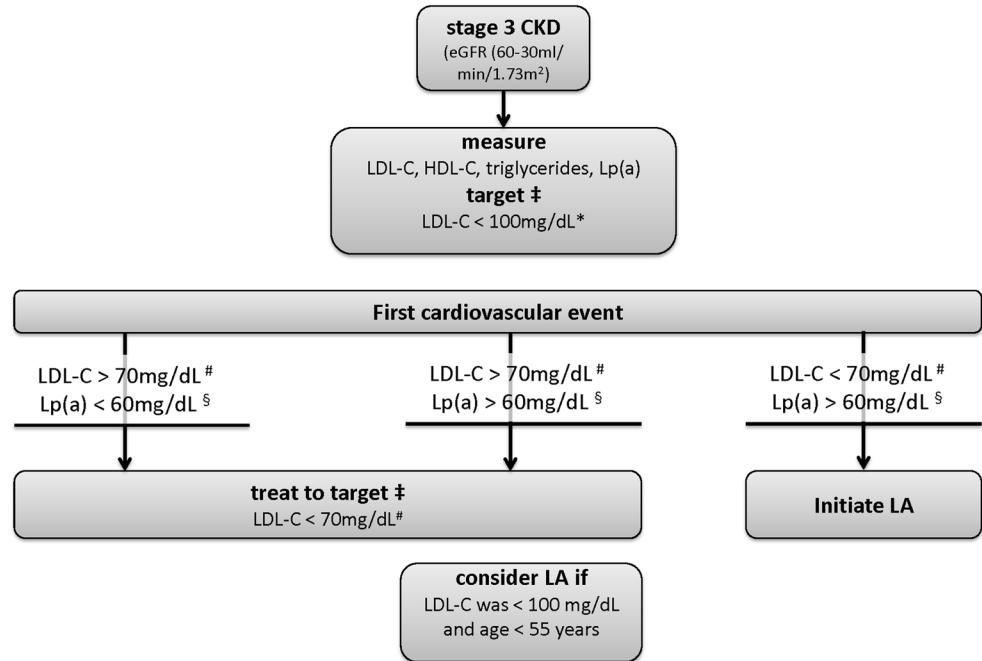 stage 3 CKD
(eGFR (60-30ml/
min/1.73m²)
measure
LDL-C, HDL-C, triglycerides, Lp(a)
target ‡
LDL-C < 100mg/dL*
First cardiovascular event
LDL-C > 70mg/dL #
Lp(a) < 60mg/dL §
LDL-C > 70mg/dL #
Lp(a) > 60mg/dL §
LDL-C < 70mg/dL #
Lp(a) > 60mg/dL §
treat to target ‡
LDL-C < 70mg/dL#
Initiate LA
consider LA if
LDL-C was < 100 mg/dL
and age < 55 years